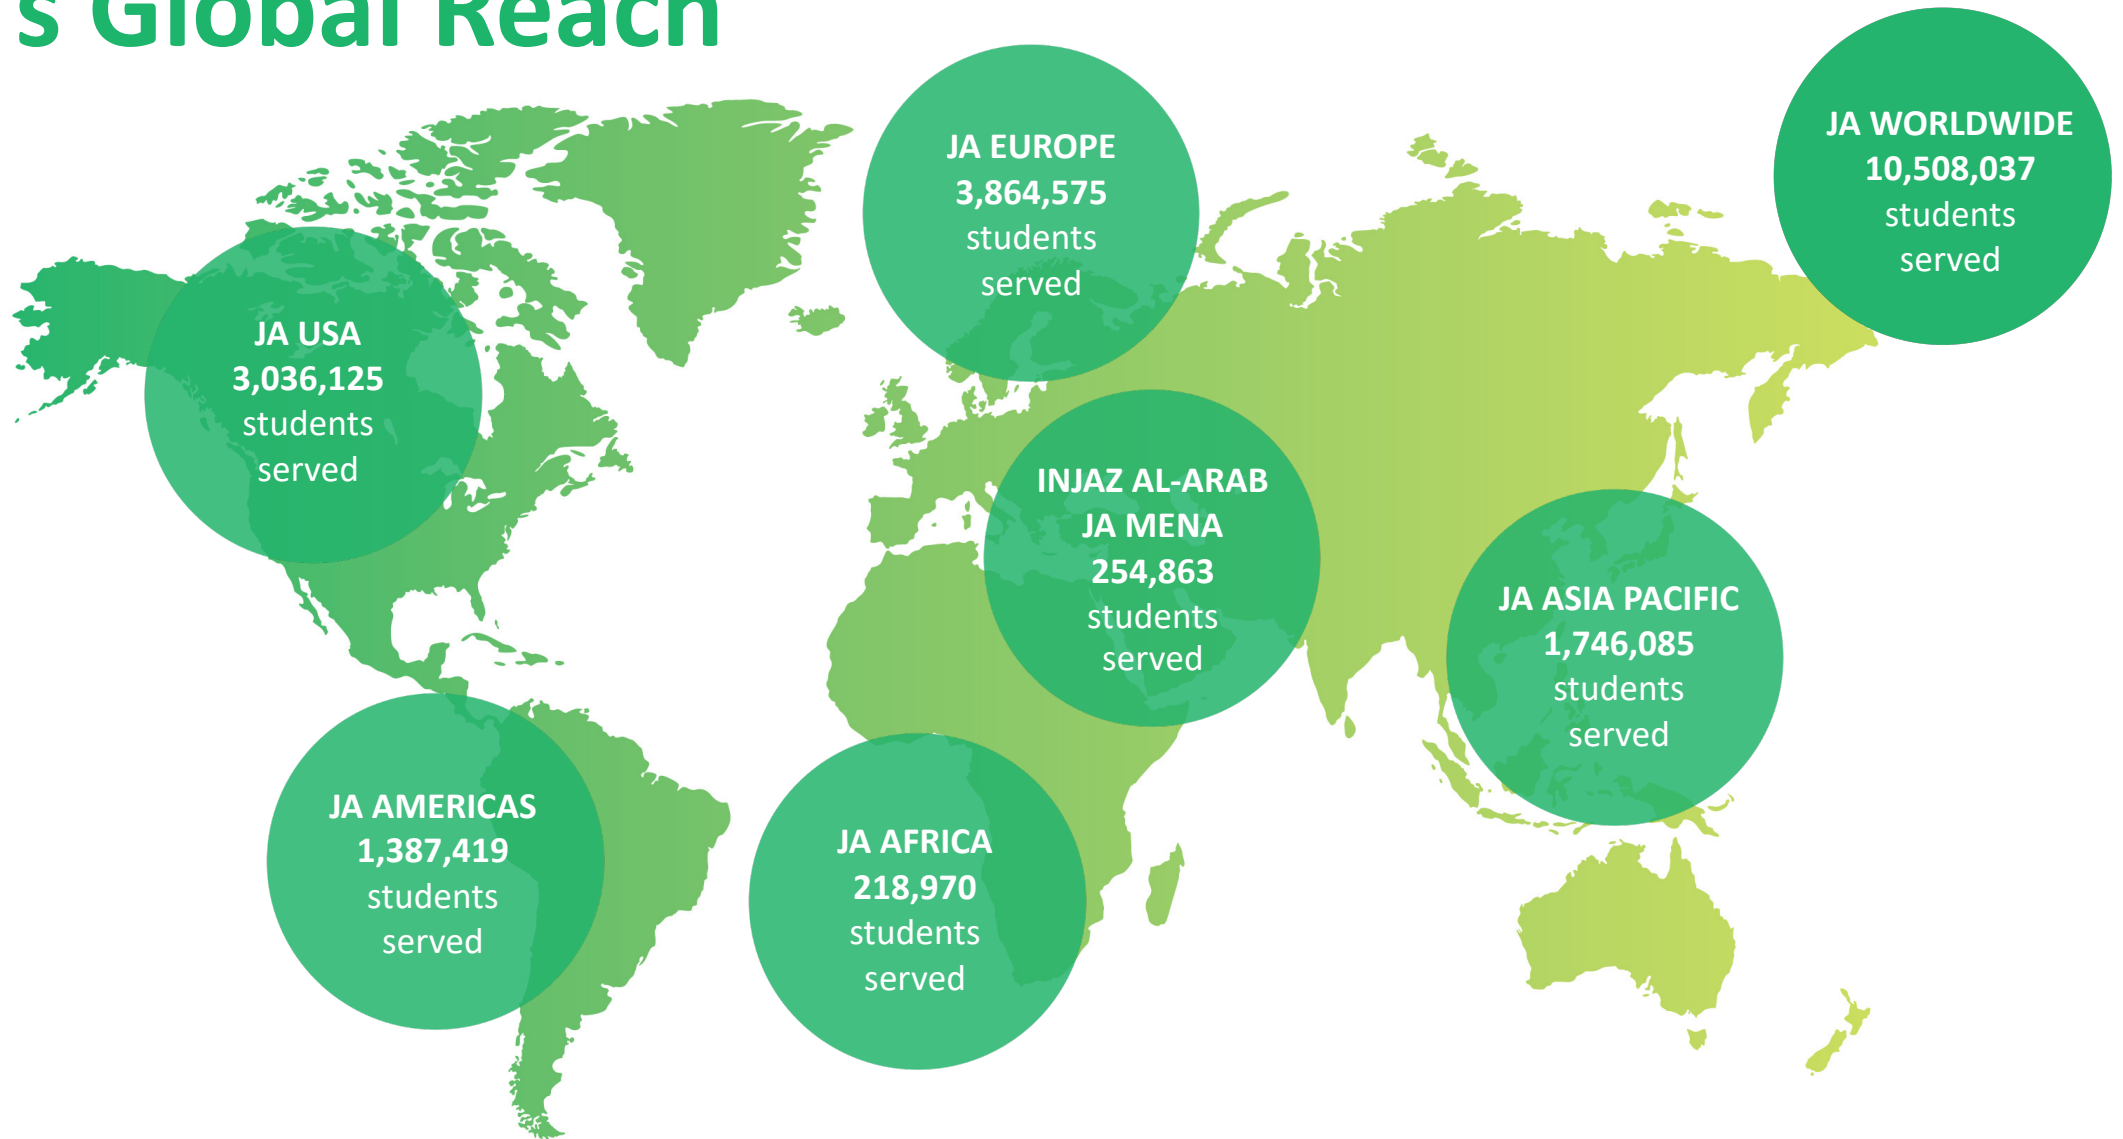 s Global Reach
JA WORLDWIDE
10,508,037
students
served
JA EUROPE
3,864,575
students
served
JA USA
3,036,125
students
served
INJAZ AL-ARAB
JA MENA
254,863
students
served
JA ASIA PACIFIC
1,746,085
students
served
JA AMERICAS
1,387,419
students
served
JA AFRICA
218,970
students
served